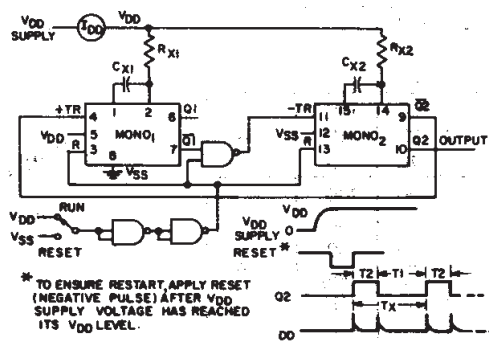 VDD SUPPLY
IDD
VDD
RX1
RX2
CX1
CX2
+TR 4
1
2
6 Q1
VDD 5
MONO1
R 3
8
7 Q̅1̅
VSS
-TR 11
15
14
9 Q̅2̅
VSS 12
MONO2
R 13
10 Q2 OUTPUT
VDD
RUN
VSS
RESET
* TO ENSURE RESTART, APPLY RESET
(NEGATIVE PULSE) AFTER VDD
SUPPLY VOLTAGE HAS REACHED
ITS VDD LEVEL.
VDD
VDD SUPPLY
0
RESET *
T2 T1 T2
Q2
TX
DD